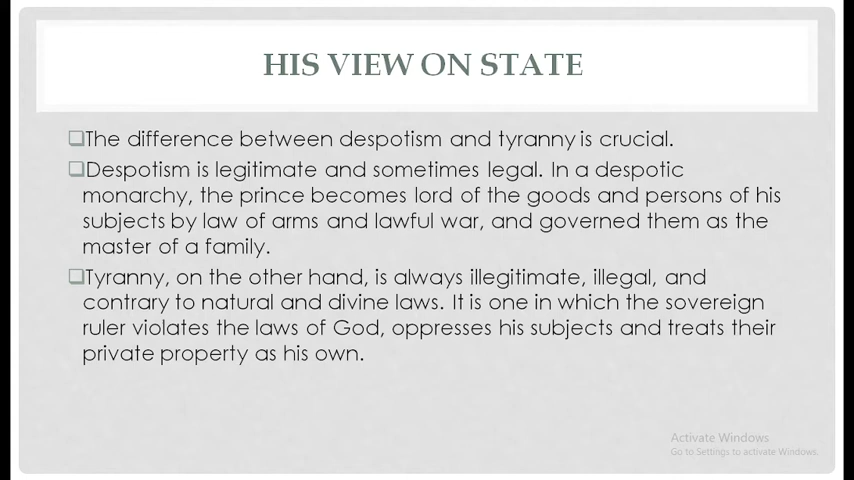 HIS VIEW ON STATE
❑The difference between despotism and tyranny is crucial.
❑Despotism is legitimate and sometimes legal. In a despotic
monarchy, the prince becomes lord of the goods and persons of his
subjects by law of arms and lawful war, and governed them as the
master of a family.
❑Tyranny, on the other hand, is always illegitimate, illegal, and
contrary to natural and divine laws. It is one in which the sovereign
ruler violates the laws of God, oppresses his subjects and treats their
private property as his own.
Activate Windows
Go to Settings to activate Windows.